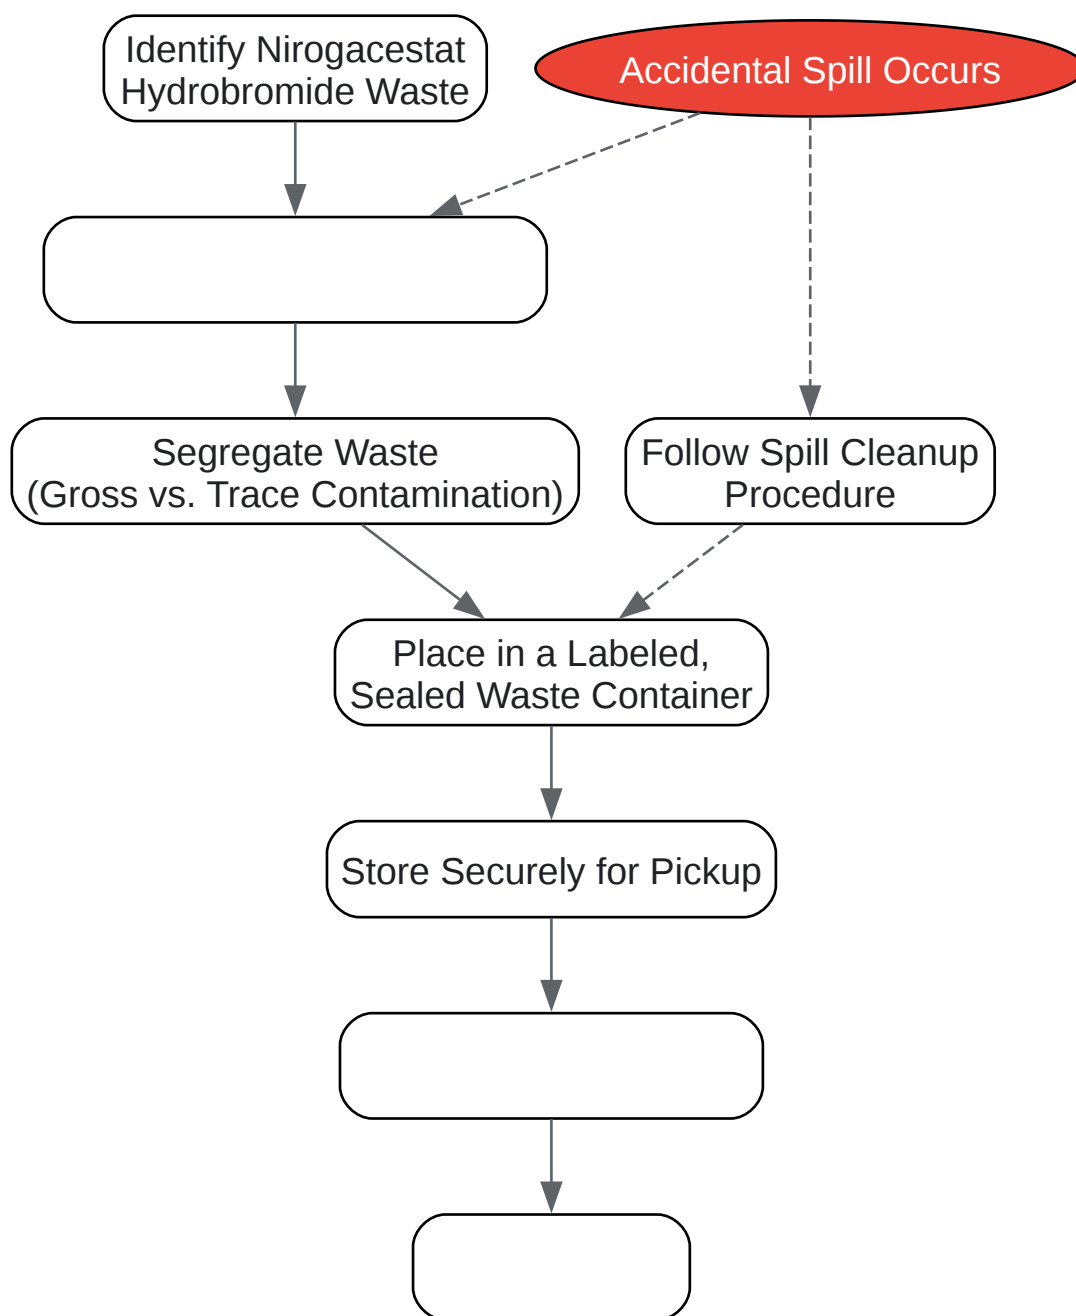 Identify Nirogacestat
Hydrobromide Waste
Accidental Spill Occurs
Segregate Waste
(Gross vs. Trace Contamination)
Follow Spill Cleanup
Procedure
Place in a Labeled,
Sealed Waste Container
Store Securely for Pickup